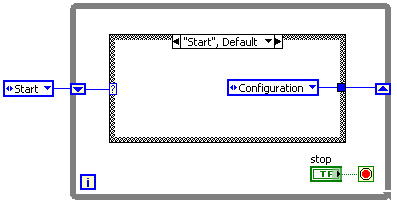 "Start", Default
Start
?
Configuration
stop
TF
i